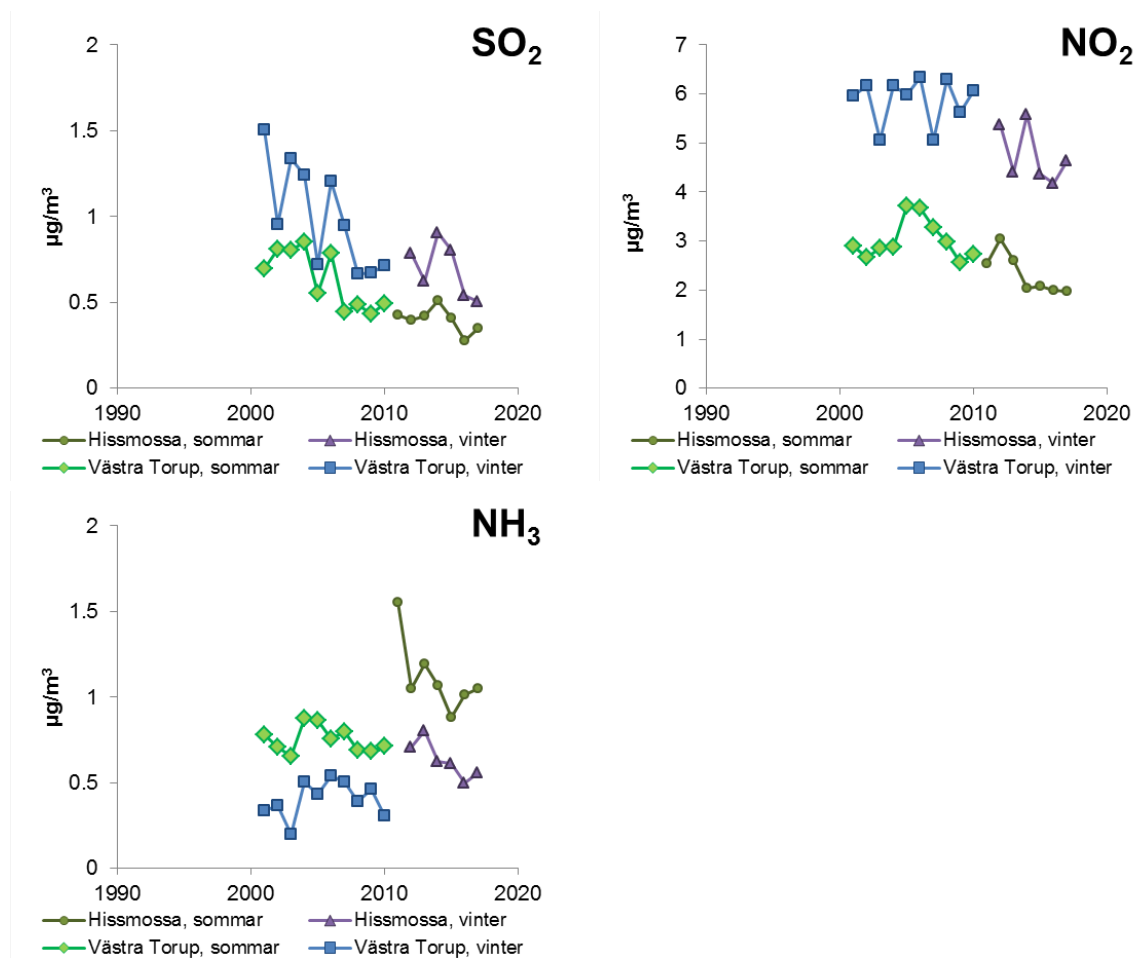 SO₂
2
1.5
1
0.5
0
µg/m³
1990 2000 2010 2020
Hissmossa, sommar Hissmossa, vinter
Västra Torup, sommar Västra Torup, vinter
NO₂
7
6
5
4
3
2
1
0
µg/m³
1990 2000 2010 2020
Hissmossa, sommar Hissmossa, vinter
Västra Torup, sommar Västra Torup, vinter
NH₃
2
1.5
1
0.5
0
µg/m³
1990 2000 2010 2020
Hissmossa, sommar Hissmossa, vinter
Västra Torup, sommar Västra Torup, vinter